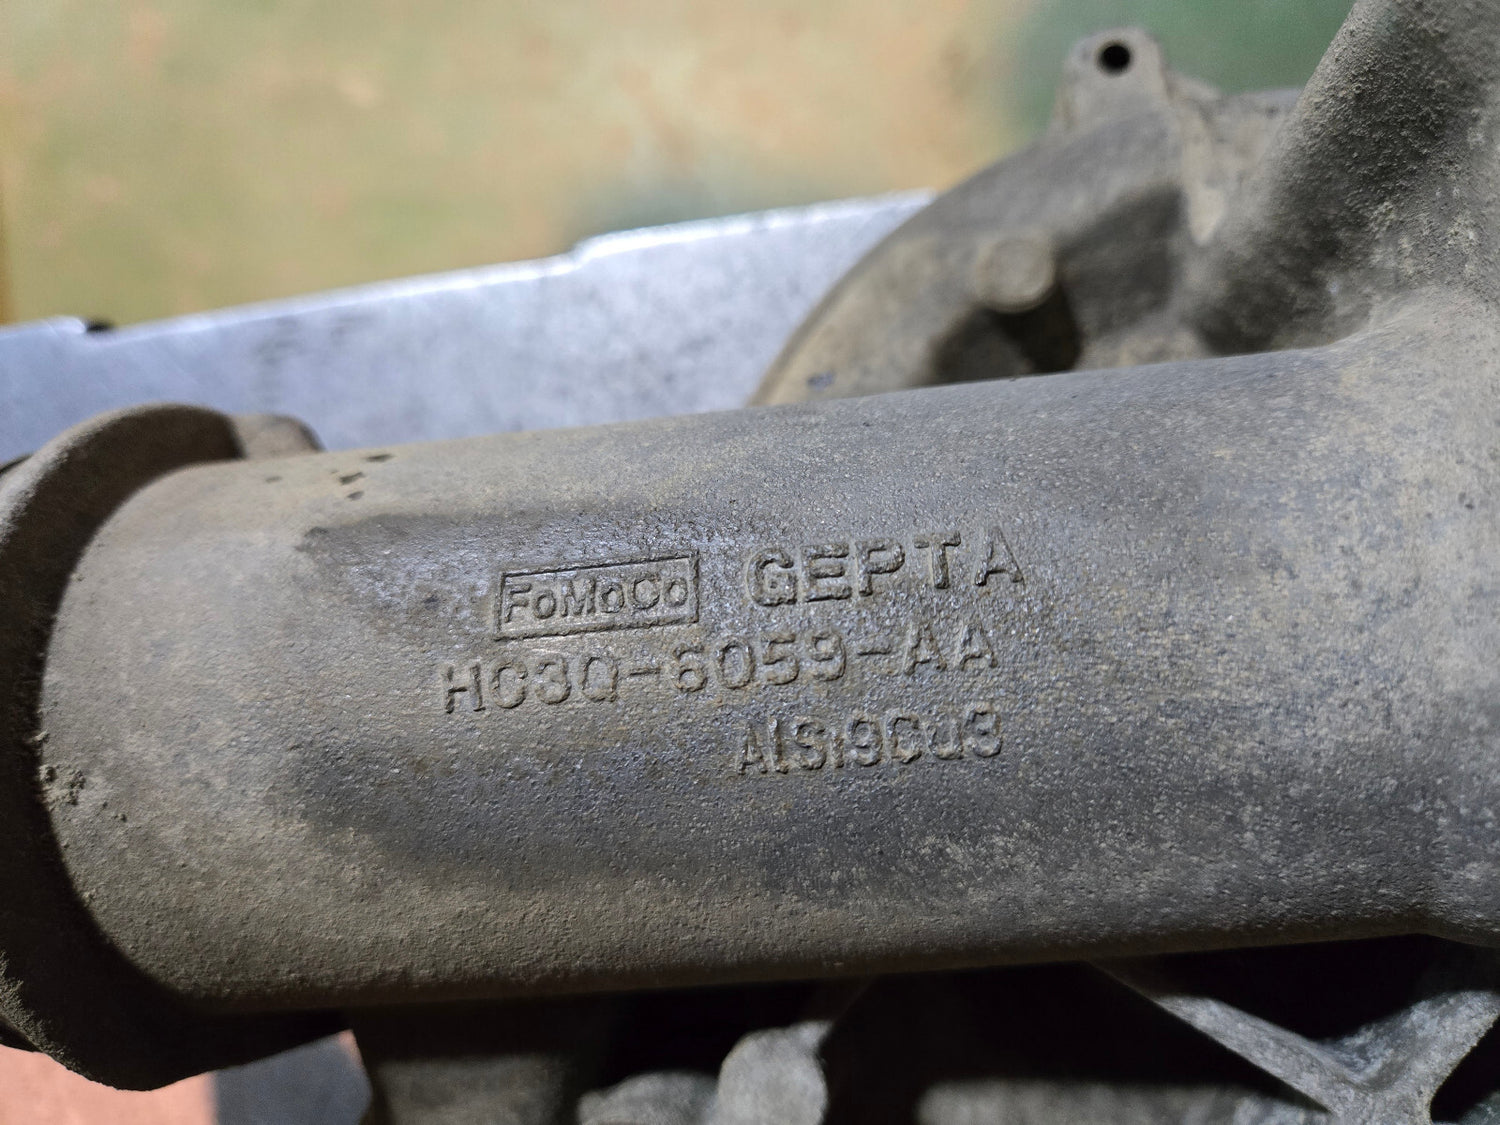 FoMoCo GEPTA
HC3Q-6059-AA
AlSi9Cu3